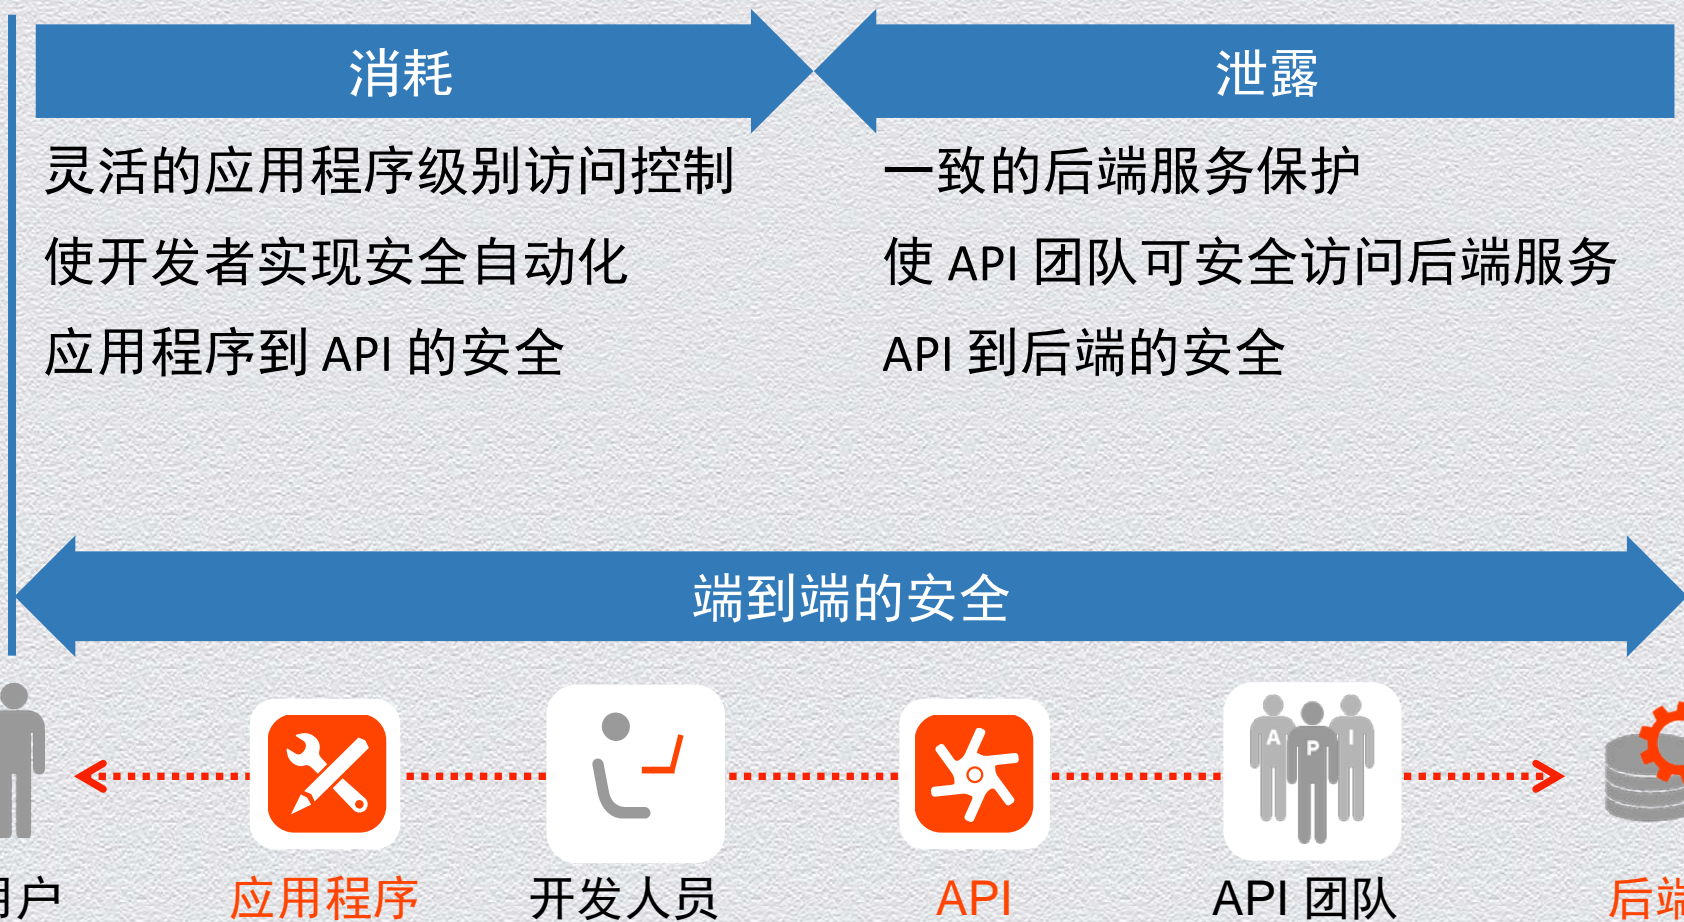 消耗
泄露
灵活的应用程序级别访问控制
使开发者实现安全自动化
应用程序到 API 的安全
一致的后端服务保护
使 API 团队可安全访问后端服务
API 到后端的安全
端到端的安全
A P I
户
应用程序
开发人员
API
API 团队
后端